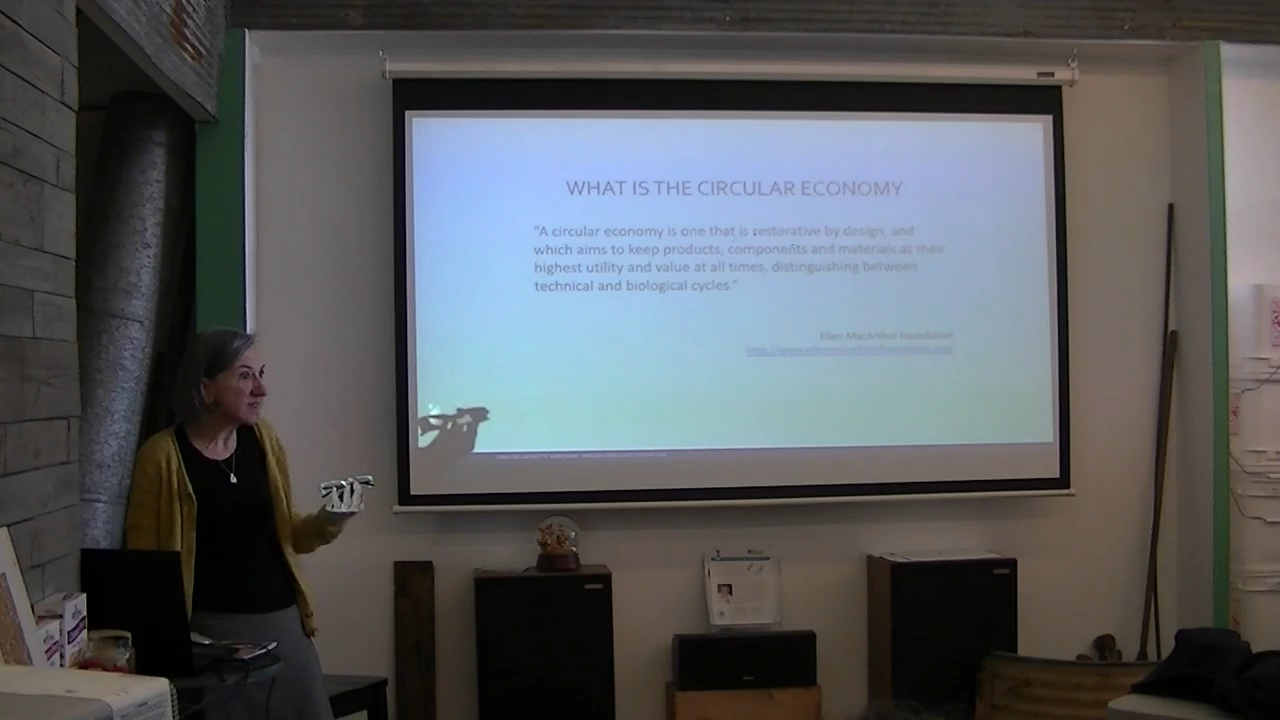 WHAT IS THE CIRCULAR ECONOMY
"A circular economy is one that is restorative by design, and
which aims to keep products, components and materials at their
highest utility and value at all times, distinguishing between
technical and biological cycles."
Ellen MacArthur Foundation